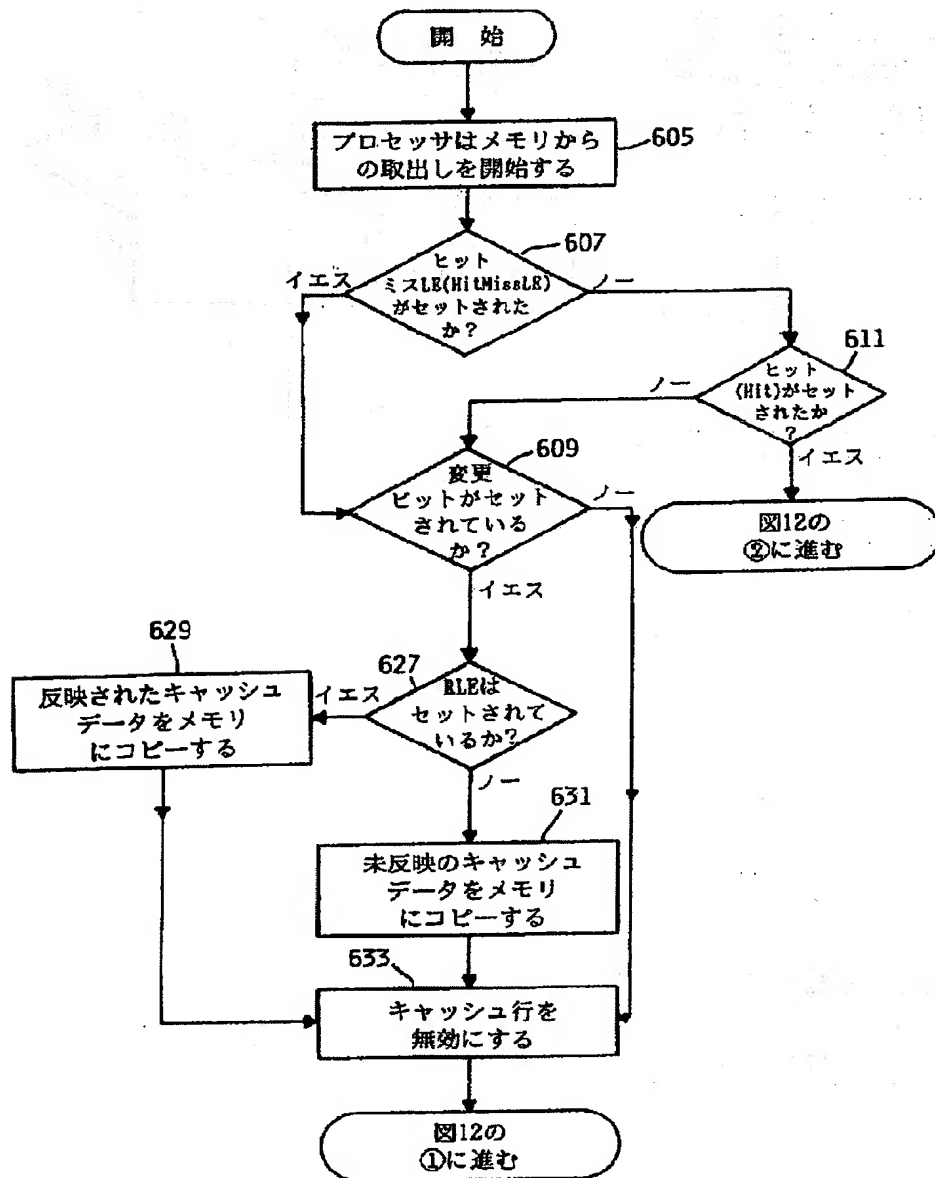 開 始
プロセッサはメモリから
の取出しを開始する
605
607
ヒット
ミスLE(HitMissLE)
がセットされた
か?
イエス
ノー
611
ヒット
(Hit)がセット
されたか
?
ノー
イエス
609
変更
ビットがセット
されている
か?
ノー
イエス
図12の
②に進む
629
反映されたキャッシュ
データをメモリ
にコピーする
627
RLEは
セットされて
いるか?
イエス
ノー
631
未反映のキャッシュ
データをメモリ
にコピーする
633
キャッシュ行を
無効にする
図12の
①に進む